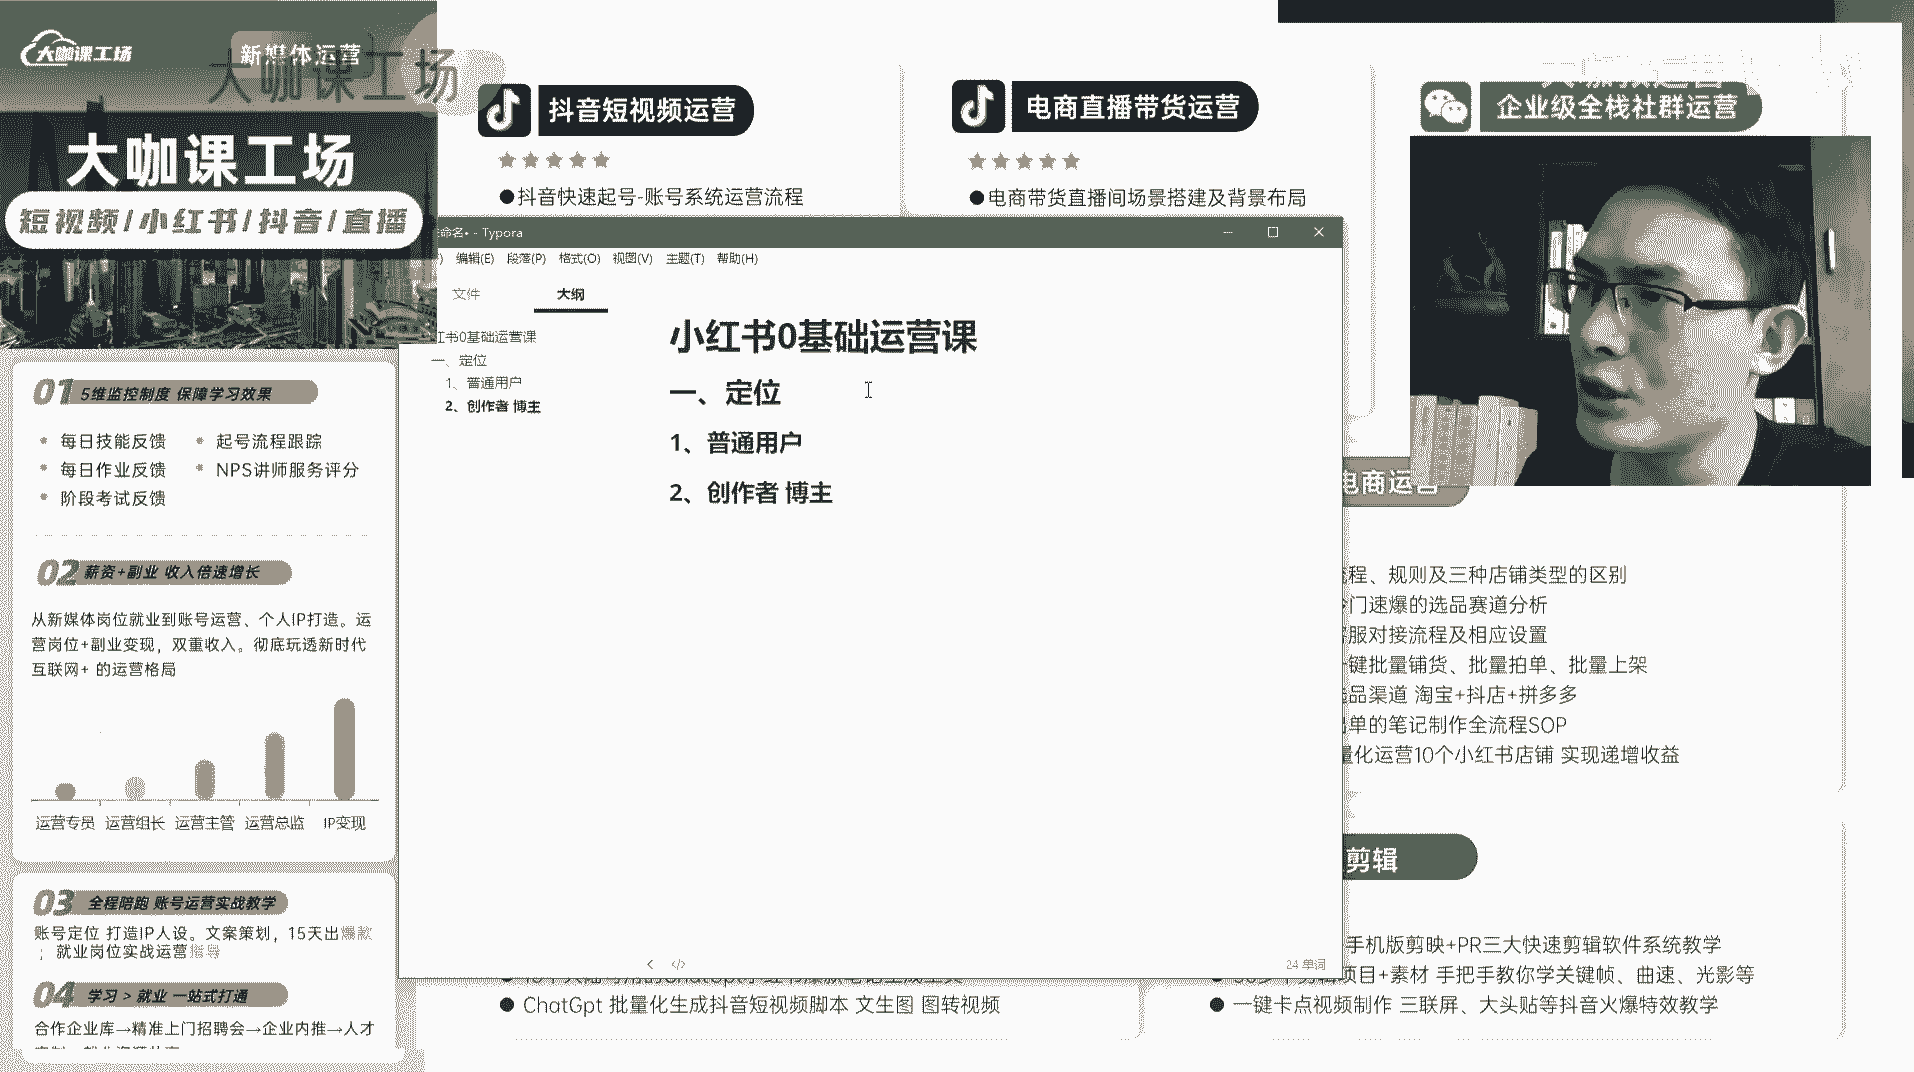 大咖课工场
新媒体运营
大咖课工场
大咖课工场
短视频/小红书/抖音/直播
01 5维监控制度 保障学习效果
每日技能反馈
起号流程跟踪
每日作业反馈
NPS讲师服务评分
阶段考试反馈
02 薪资+副业 收入倍速增长
从新媒体岗位就业到账号运营、个人IP打造。运
营岗位+副业变现，双重收入。彻底玩透新时代
互联网+ 的运营格局
运营专员 运营组长 运营主管 运营总监 IP变现
03 全程陪跑 账号运营实战教学
账号定位 打造IP人设。文案策划，15天出爆款
；就业岗位实战运营指导
04 学习 > 就业 一站式打通
合作企业库→精准上门招聘会→企业内推→人才
抖音短视频运营
●抖音快速起号-账号系统运营流程
电商直播带货运营
●电商带货直播间场景搭建及背景布局
企业级全栈社群运营
命名• - Typora
编辑(E) 段落(P) 格式(O) 视图(V) 主题(T) 帮助(H)
文件 大纲
红书0基础运营课
一、定位
1、普通用户
2、创作者 博主
小红书0基础运营课
一、定位
1、普通用户
2、创作者 博主
24 单词
电商运营
程、规则及三种店铺类型的区别
门速爆的选品赛道分析
客服对接流程及相应设置
键批量铺货、批量拍单、批量上架
选品渠道 淘宝+抖店+拼多多
出单的笔记制作全流程SOP
量化运营10个小红书店铺 实现递增收益
剪辑
手机版剪映+PR三大快速剪辑软件系统教学
项目+素材 手把手教你学关键帧、曲速、光影等
● 一键卡点视频制作 三联屏、大头贴等抖音火爆特效教学
● ChatGpt 批量化生成抖音短视频脚本 文生图 图转视频